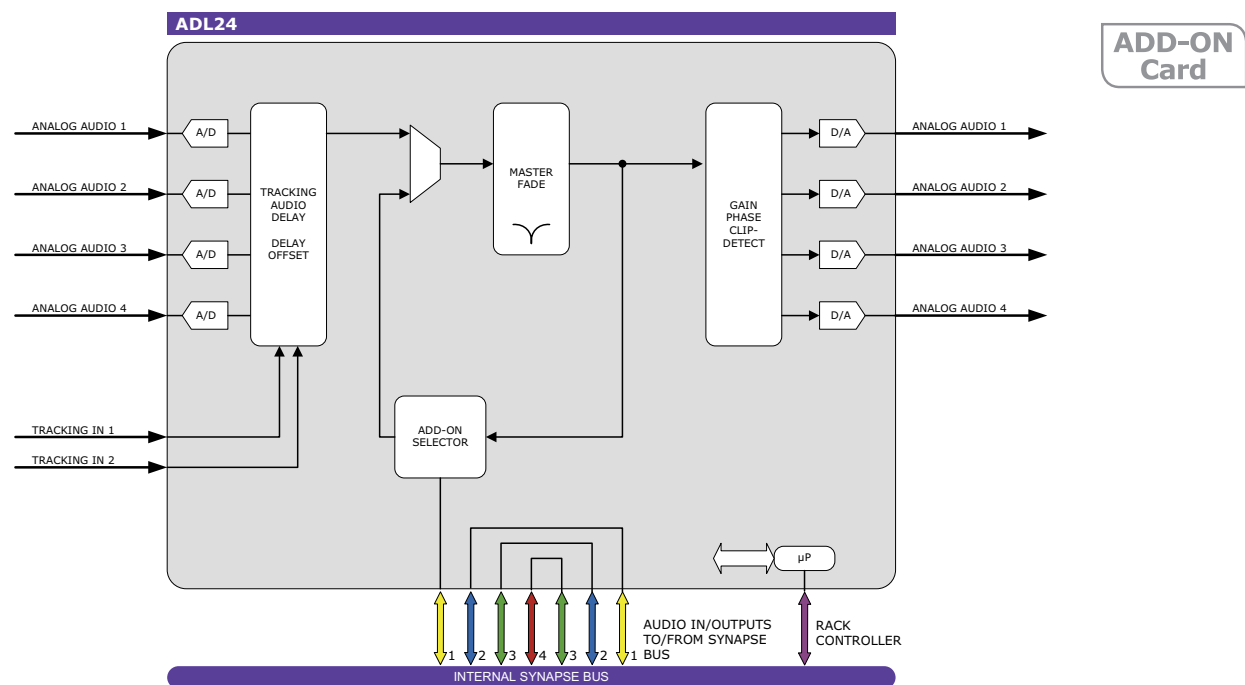 ADL24
ADD-ON
Card
ANALOG AUDIO 1
A/D
D/A
ANALOG AUDIO 1
MASTER
FADE
ANALOG AUDIO 2
A/D
TRACKING
AUDIO
DELAY
DELAY
OFFSET
GAIN
PHASE
CLIP-
DETECT
D/A
ANALOG AUDIO 2
ANALOG AUDIO 3
A/D
D/A
ANALOG AUDIO 3
ANALOG AUDIO 4
A/D
D/A
ANALOG AUDIO 4
TRACKING IN 1
ADD-ON
SELECTOR
TRACKING IN 2
µP
AUDIO IN/OUTPUTS
TO/FROM SYNAPSE
BUS
RACK
CONTROLLER
1 2 3 4 3 2 1
INTERNAL SYNAPSE BUS